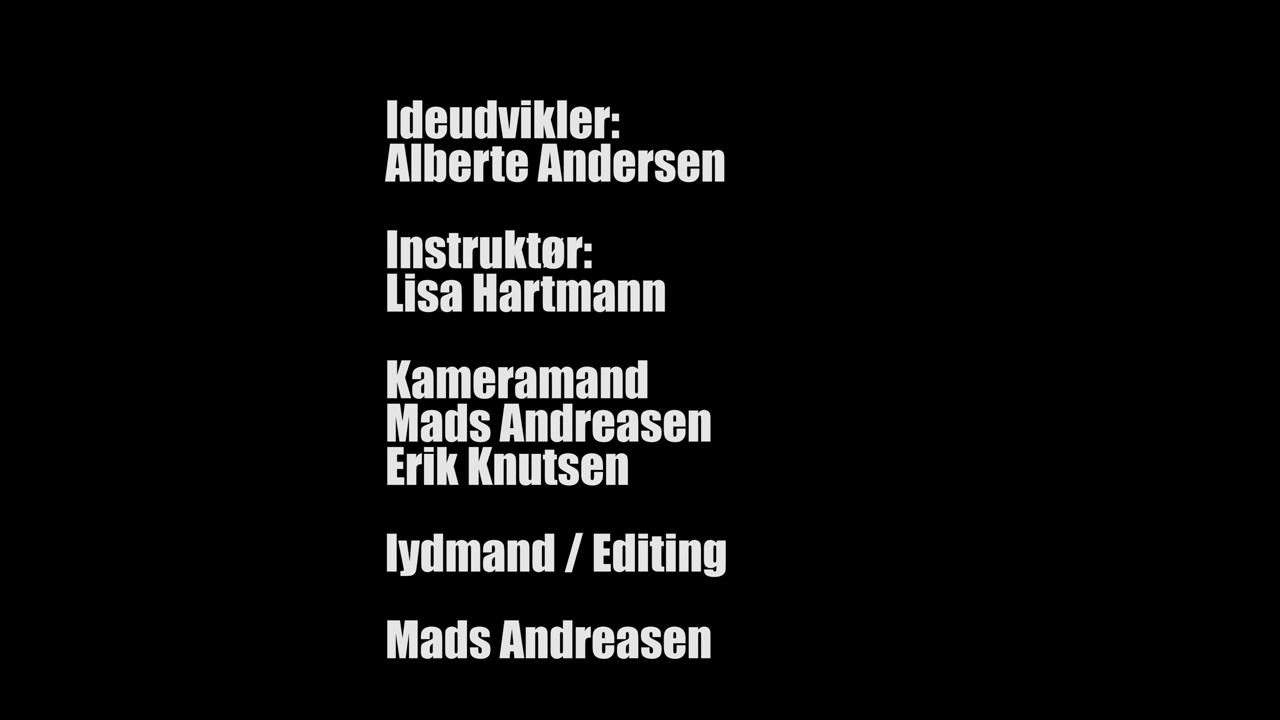 Ideudvikler:
Alberte Andersen
Instruktør:
Lisa Hartmann
Kameramand
Mads Andreasen
Erik Knutsen
lydmand / Editing
Mads Andreasen